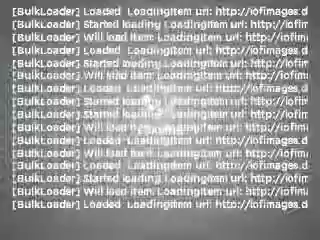 [BulkLoader] Loaded LoadingItem url: http://iofimages.d
[BulkLoader] Started loading LoadingItem url: http://iofim
[BulkLoader] Will load item LoadingItem url: http://iofima
[BulkLoader] Loaded LoadingItem url: http://iofimages.d
[BulkLoader] Started loading LoadingItem url: http://iofim
[BulkLoader] Will load item LoadingItem url: http://iofima
[BulkLoader] Loaded LoadingItem url: http://iofimages.d
[BulkLoader] Started loading LoadingItem url: http://iofim
[BulkLoader] Started loading LoadingItem url: http://iofim
[BulkLoader] Will load item LoadingItem url: http://iofima
[BulkLoader] Loaded LoadingItem url: http://iofimages.d
[BulkLoader] Will load item LoadingItem url: http://iofima
[BulkLoader] Loaded LoadingItem url: http://iofimages.d
[BulkLoader] Started loading LoadingItem url: http://iofim
[BulkLoader] Will load item LoadingItem url: http://iofima
[BulkLoader] Loaded LoadingItem url: http://iofimages.d